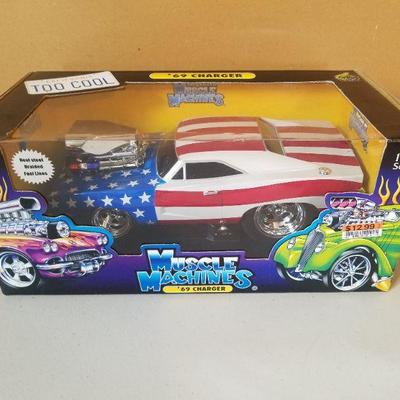 '69 CHARGER
TOO COOL
MUSCLE
MACHINES
Real steel
Braided
Fuel Lines
$12.99
MUSCLE
MACHINES
'69 CHARGER